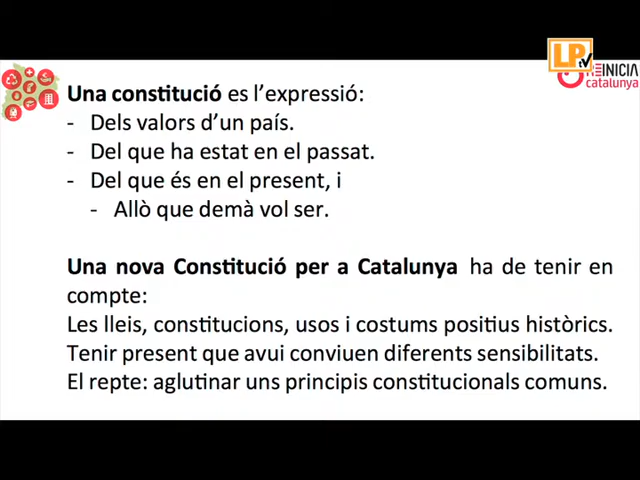 LP
tv
REINICIA
catalunya
Una constitució es l’expressió:
- Dels valors d’un país.
- Del que ha estat en el passat.
- Del que és en el present, i
- Allò que demà vol ser.
Una nova Constitució per a Catalunya ha de tenir en
compte:
Les lleis, constitucions, usos i costums positius històrics.
Tenir present que avui conviuen diferents sensibilitats.
El repte: aglutinar uns principis constitucionals comuns.